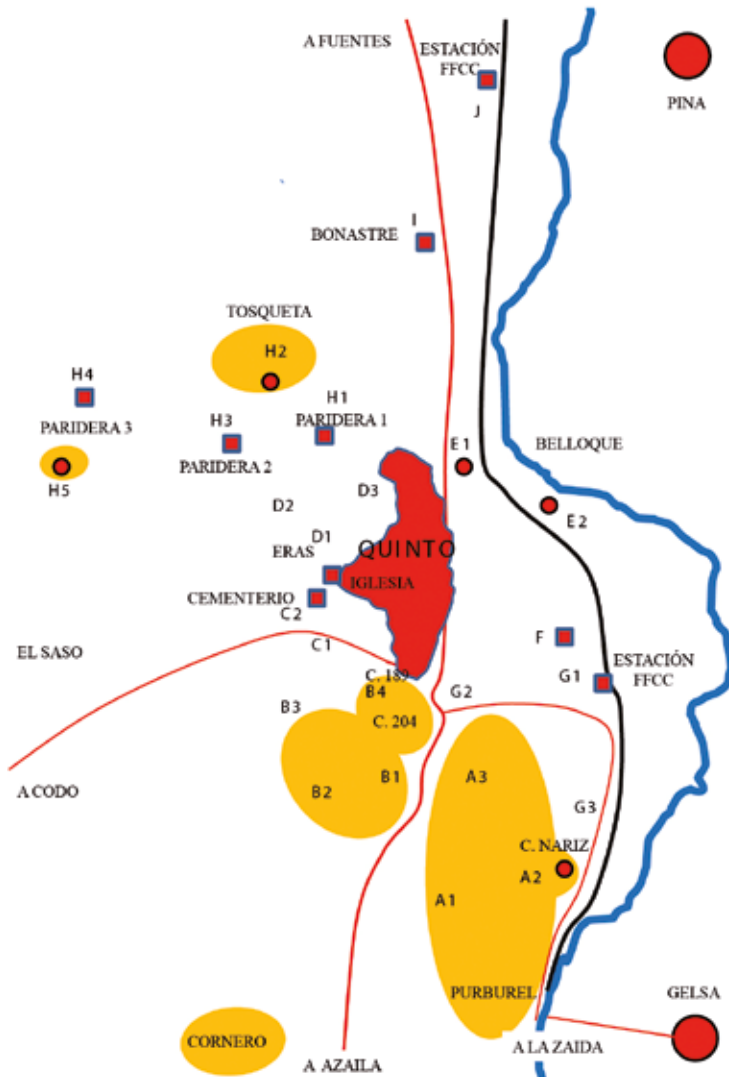 A FUENTES
ESTACIÓN
FFCC
J
PINA
I
BONASTRE
TOSQUETA
H2
H4
H1
PARIDERA 3
H3
PARIDERA 1
PARIDERA 2
E1
BELLOQUE
H5
D3
D2
E2
D1
QUINTO
ERAS
IGLESIA
CEMENTERIO
C2
C1
F
EL SASO
ESTACIÓN
FFCC
G1
C. 189
B4
G2
B3
C. 204
A CODO
B2
B1
A3
G3
C. NARIZ
A2
A1
PURBUREL
GELSA
CORNERO
A AZAILA
A LA ZAIDA